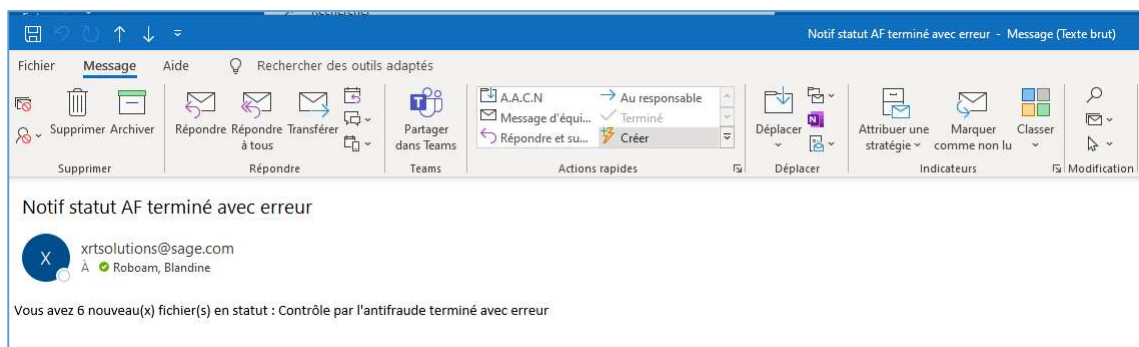 Notif statut AF terminé avec erreur - Message (Texte brut)
Fichier Message Aide Rechercher des outils adaptés
A.A.C.N Au responsable
Message d'équi... Terminé
Répondre et su... Créer
Supprimer Archiver
Répondre Répondre à tous Transférer
Partager dans Teams
Déplacer
Attribuer une stratégie Marquer comme non lu Classer
Supprimer Répondre Teams Actions rapides Déplacer Indicateurs Modification
Notif statut AF terminé avec erreur
X
xrtsolutions@sage.com
À Roboam, Blandine
Vous avez 6 nouveau(x) fichier(s) en statut : Contrôle par l'antifraude terminé avec erreur